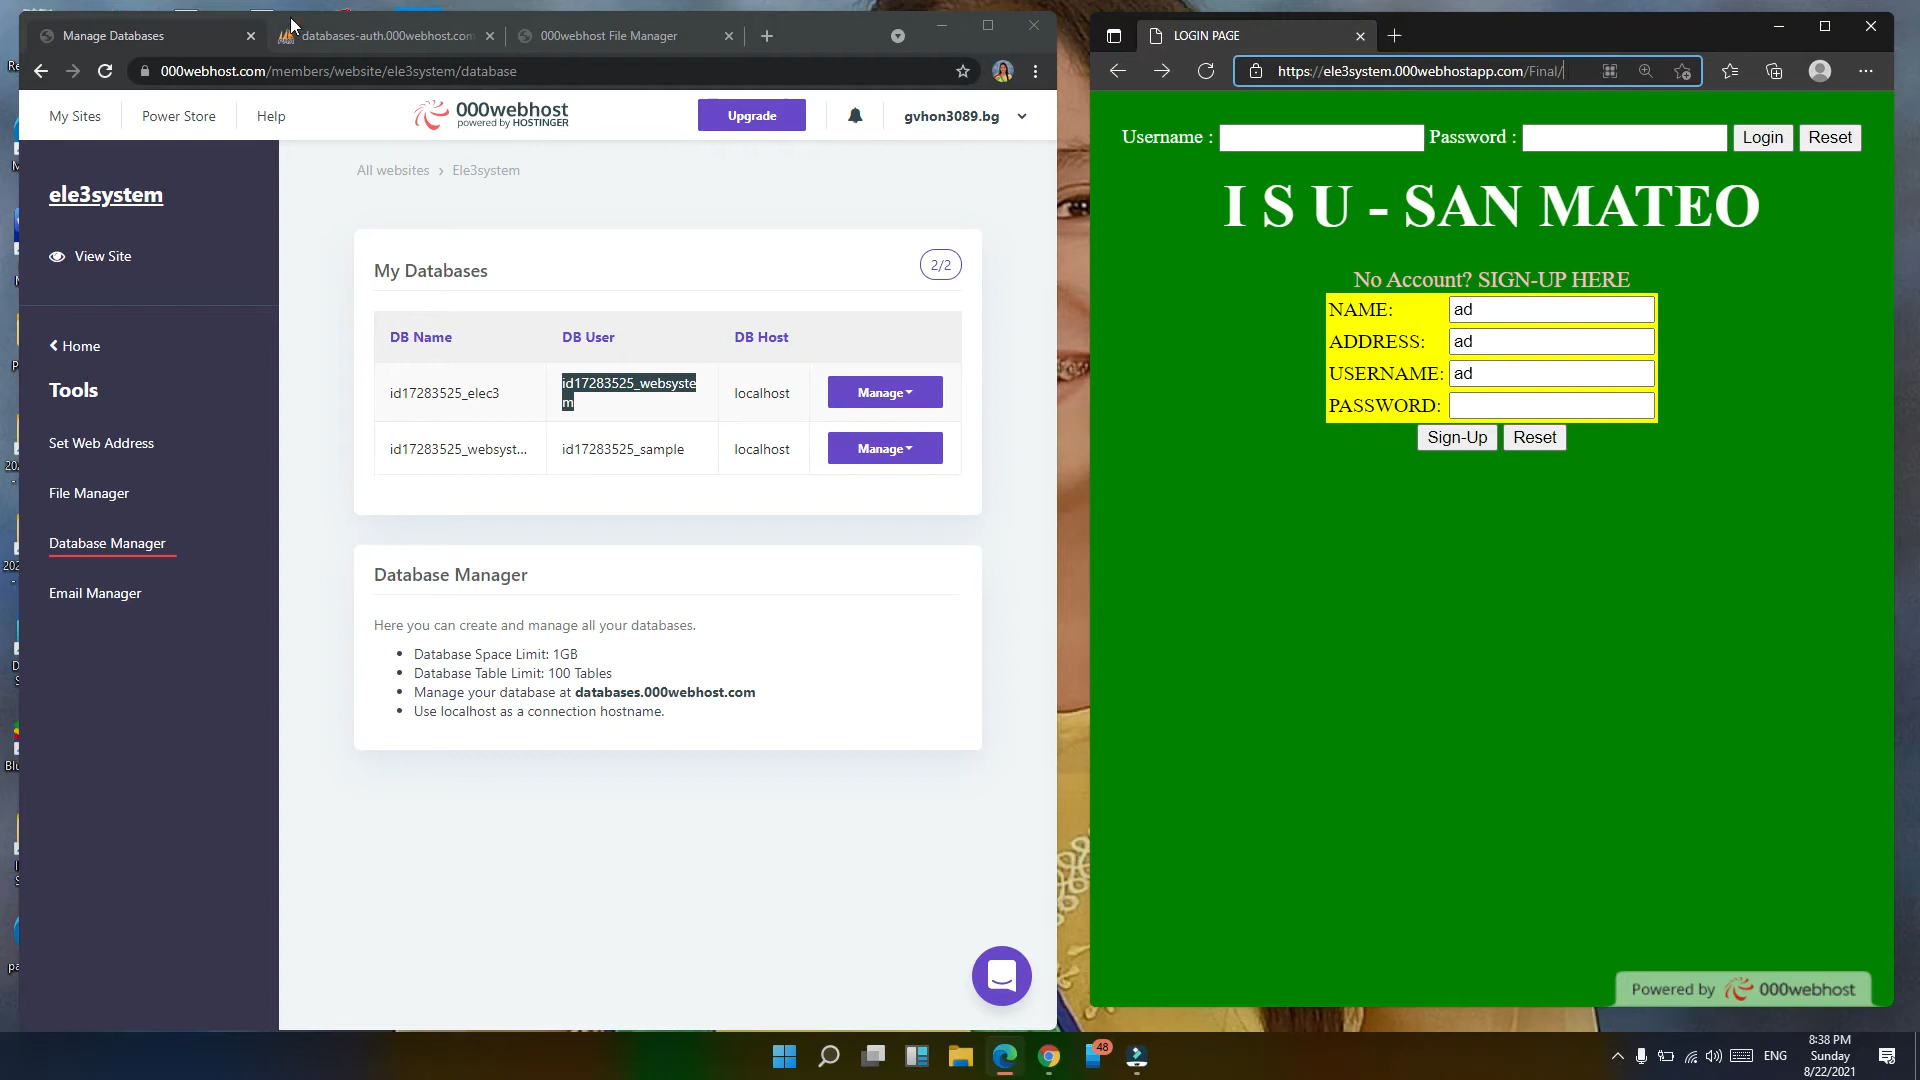 Manage Databases
databases-auth.000webhost.com
000webhost File Manager
000webhost.com/members/website/ele3system/database
My Sites
Power Store
Help
000webhost
powered by HOSTINGER
Upgrade
gvhon3089.bg
ele3system
View Site
Home
Tools
Set Web Address
File Manager
Database Manager
Email Manager
All websites › Ele3system
My Databases
2/2
DB Name DB User DB Host
id17283525_elec3 id17283525_websyste
m
localhost Manage
id17283525_websyst... id17283525_sample localhost Manage
Database Manager
Here you can create and manage all your databases.
• Database Space Limit: 1GB
• Database Table Limit: 100 Tables
• Manage your database at databases.000webhost.com
• Use localhost as a connection hostname.
LOGIN PAGE
https://ele3system.000webhostapp.com/Final/
Username : Password : Login Reset
I S U - SAN MATEO
No Account? SIGN-UP HERE
NAME: ad
ADDRESS: ad
USERNAME: ad
PASSWORD:
Sign-Up Reset
Powered by 000webhost
48
ENG
8:38 PM
Sunday
8/22/2021